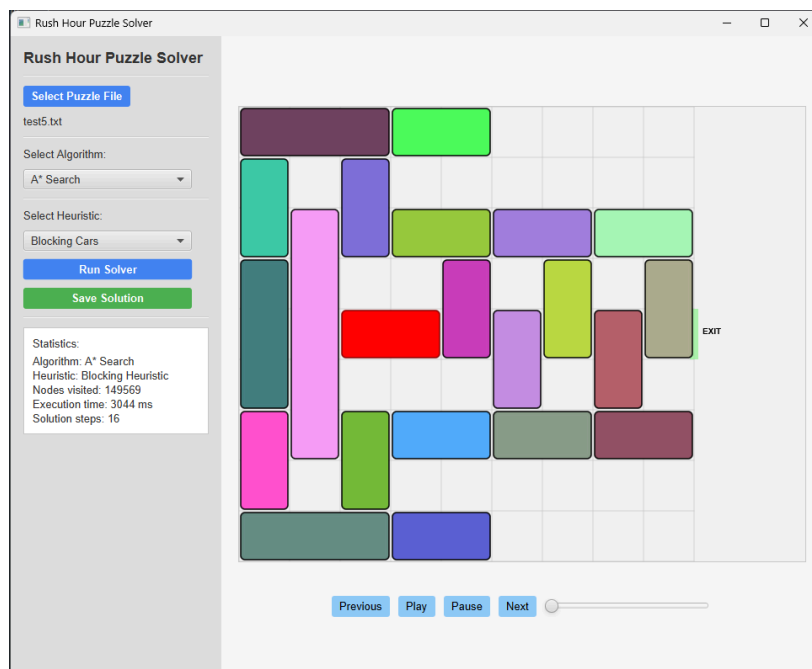 Rush Hour Puzzle Solver
Rush Hour Puzzle Solver
Select Puzzle File
test5.txt
Select Algorithm:
A* Search
Select Heuristic:
Blocking Cars
Run Solver
Save Solution
Statistics:
Algorithm: A* Search
Heuristic: Blocking Heuristic
Nodes visited: 149569
Execution time: 3044 ms
Solution steps: 16
EXIT
Previous Play Pause Next